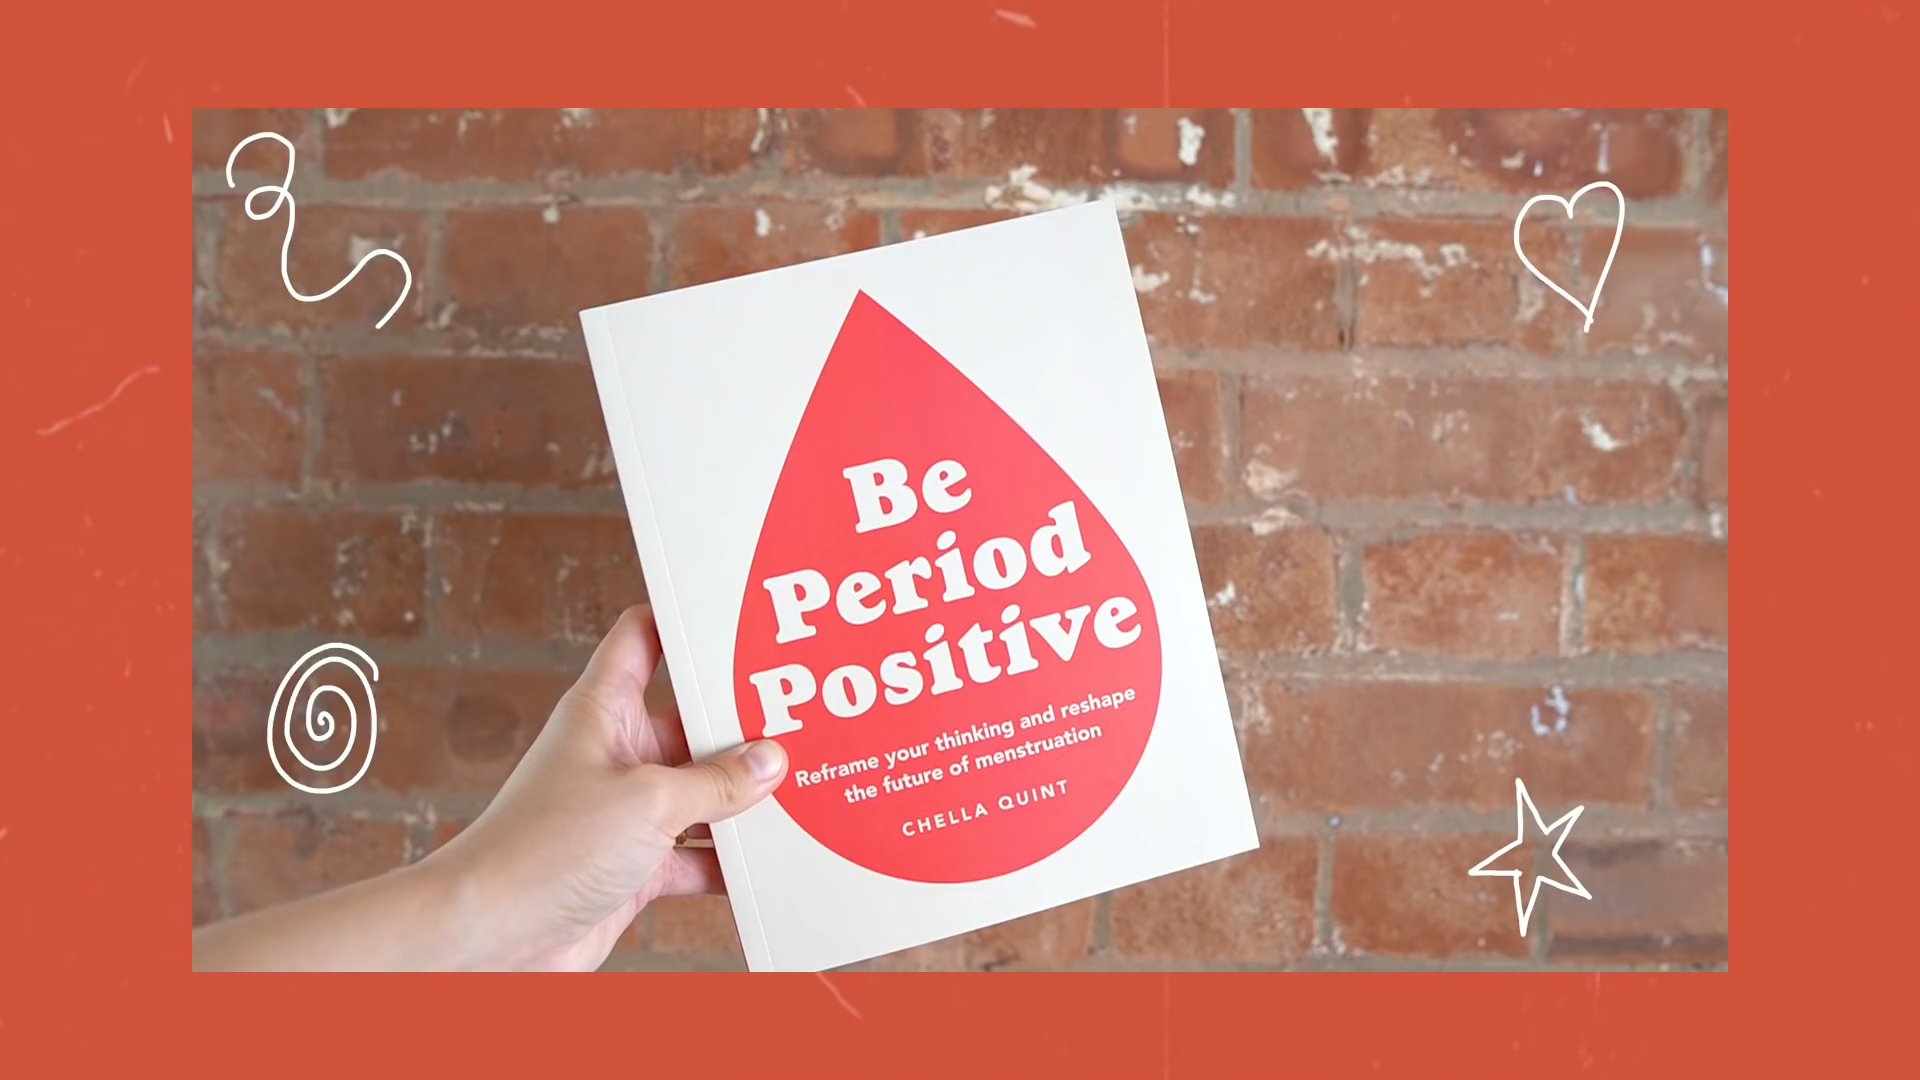 Be
Period
Positive
Reframe your thinking and reshape
the future of menstruation
CHELLA QUINT